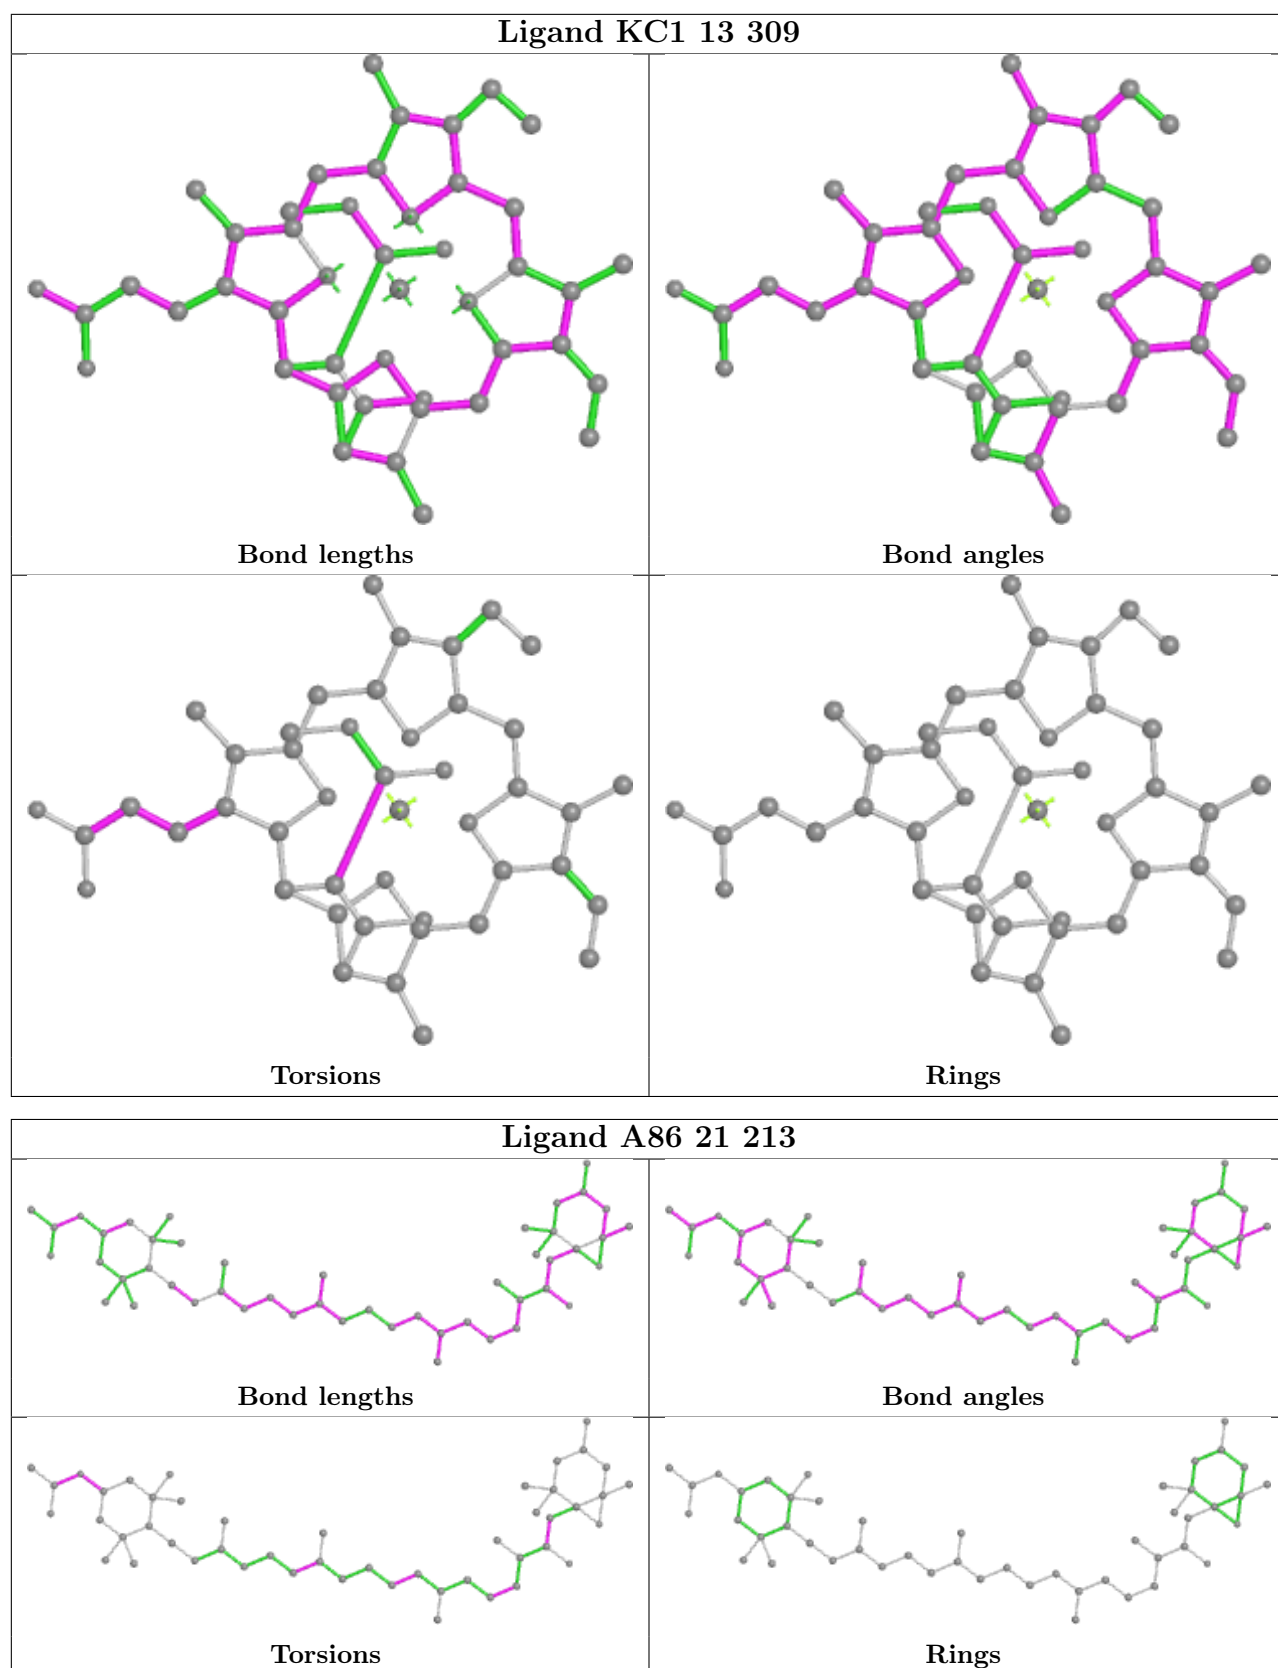 Ligand KC1 13 309
Bond lengths
Bond angles
Torsions
Rings
Ligand A86 21 213
Bond lengths
Bond angles
Torsions
Rings